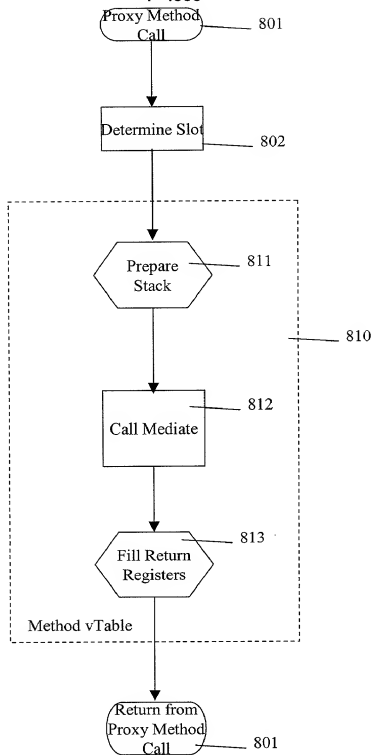 Proxy Method
Call
801
Determine Slot
802
Prepare
Stack
811
810
Call Mediate
812
Fill Return
Registers
813
Method vTable
Return from
Proxy Method
Call
801